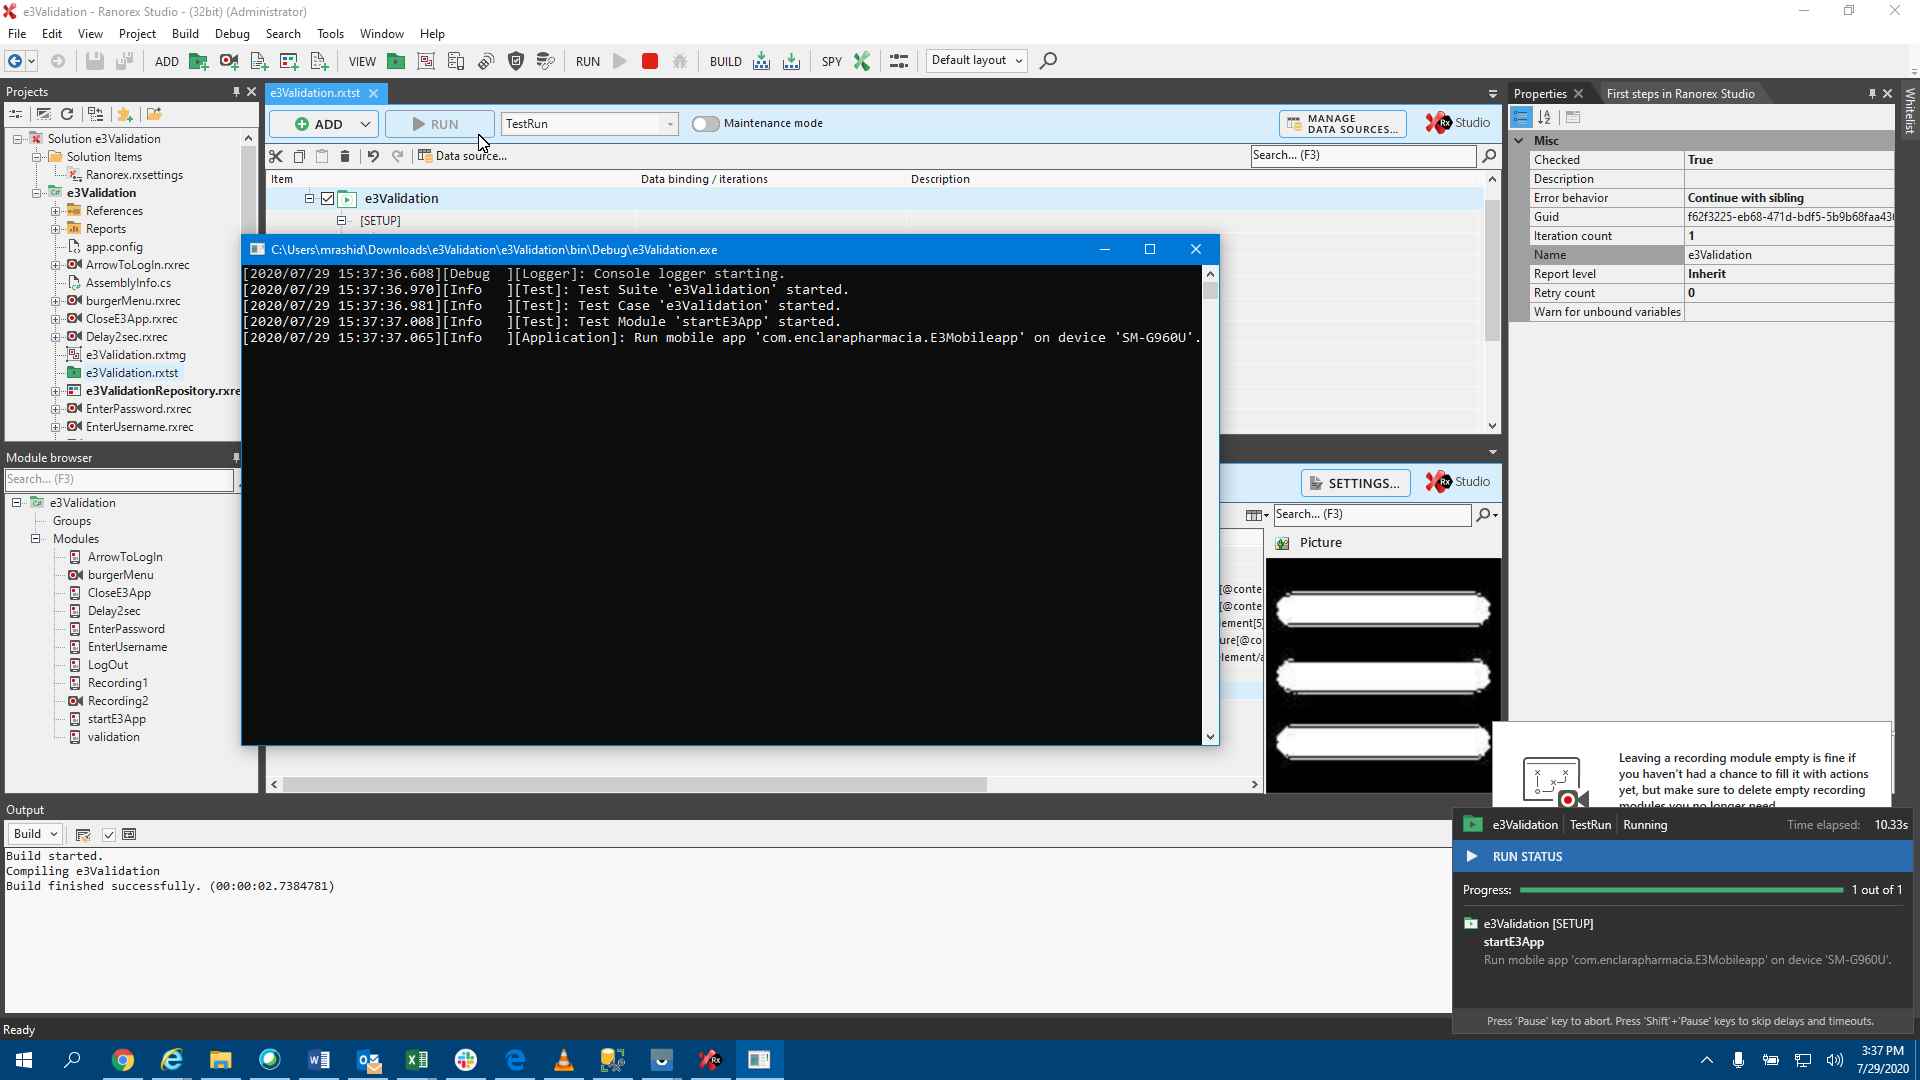 e3Validation - Ranorex Studio - (32bit) (Administrator)
File Edit View Project Build Debug Search Tools Window Help
ADD VIEW RUN BUILD SPY Default layout
Projects
Solution e3Validation
Solution Items
Ranorex.rxsettings
e3Validation
References
Reports
app.config
ArrowToLogIn.rxrec
AssemblyInfo.cs
burgerMenu.rxrec
CloseE3App.rxrec
Delay2sec.rxrec
e3Validation.rxtmg
e3Validation.rxtst
e3ValidationRepository.rxre
EnterPassword.rxrec
EnterUsername.rxrec
Module browser
Search... (F3)
e3Validation
Groups
Modules
ArrowToLogIn
burgerMenu
CloseE3App
Delay2sec
EnterPassword
EnterUsername
LogOut
Recording1
Recording2
startE3App
validation
e3Validation.rxtst
ADD RUN TestRun Maintenance mode MANAGE DATA SOURCES... Rx Studio
Data source... Search... (F3)
Item Data binding / iterations Description
e3Validation
[SETUP]
C:\Users\mrashid\Downloads\e3Validation\e3Validation\bin\Debug\e3Validation.exe
[2020/07/29 15:37:36.608][Debug  ][Logger]: Console logger starting.
[2020/07/29 15:37:36.970][Info   ][Test]: Test Suite 'e3Validation' started.
[2020/07/29 15:37:36.981][Info   ][Test]: Test Case 'e3Validation' started.
[2020/07/29 15:37:37.008][Info   ][Test]: Test Module 'startE3App' started.
[2020/07/29 15:37:37.065][Info   ][Application]: Run mobile app 'com.enclarapharmacia.E3Mobileapp' on device 'SM-G960U'.
SETTINGS... Rx Studio
Search... (F3)
Picture
[@conte
[@conte
ement[5]
ure[@co
lement/a
Properties First steps in Ranorex Studio
Whitelist
Misc
Checked True
Description
Error behavior Continue with sibling
Guid f62f3225-eb68-471d-bdf5-5b9b68faa43
Iteration count 1
Name e3Validation
Report level Inherit
Retry count 0
Warn for unbound variables
Leaving a recording module empty is fine if
you haven't had a chance to fill it with actions
yet, but make sure to delete empty recording
modules you no longer need
Output
Build
Build started.
Compiling e3Validation
Build finished successfully. (00:00:02.7384781)
e3Validation TestRun Running Time elapsed: 10.33s
RUN STATUS
Progress: 1 out of 1
e3Validation [SETUP]
startE3App
Run mobile app 'com.enclarapharmacia.E3Mobileapp' on device 'SM-G960U'.
Press 'Pause' key to abort. Press 'Shift'+'Pause' keys to skip delays and timeouts.
Ready
3:37 PM
7/29/2020